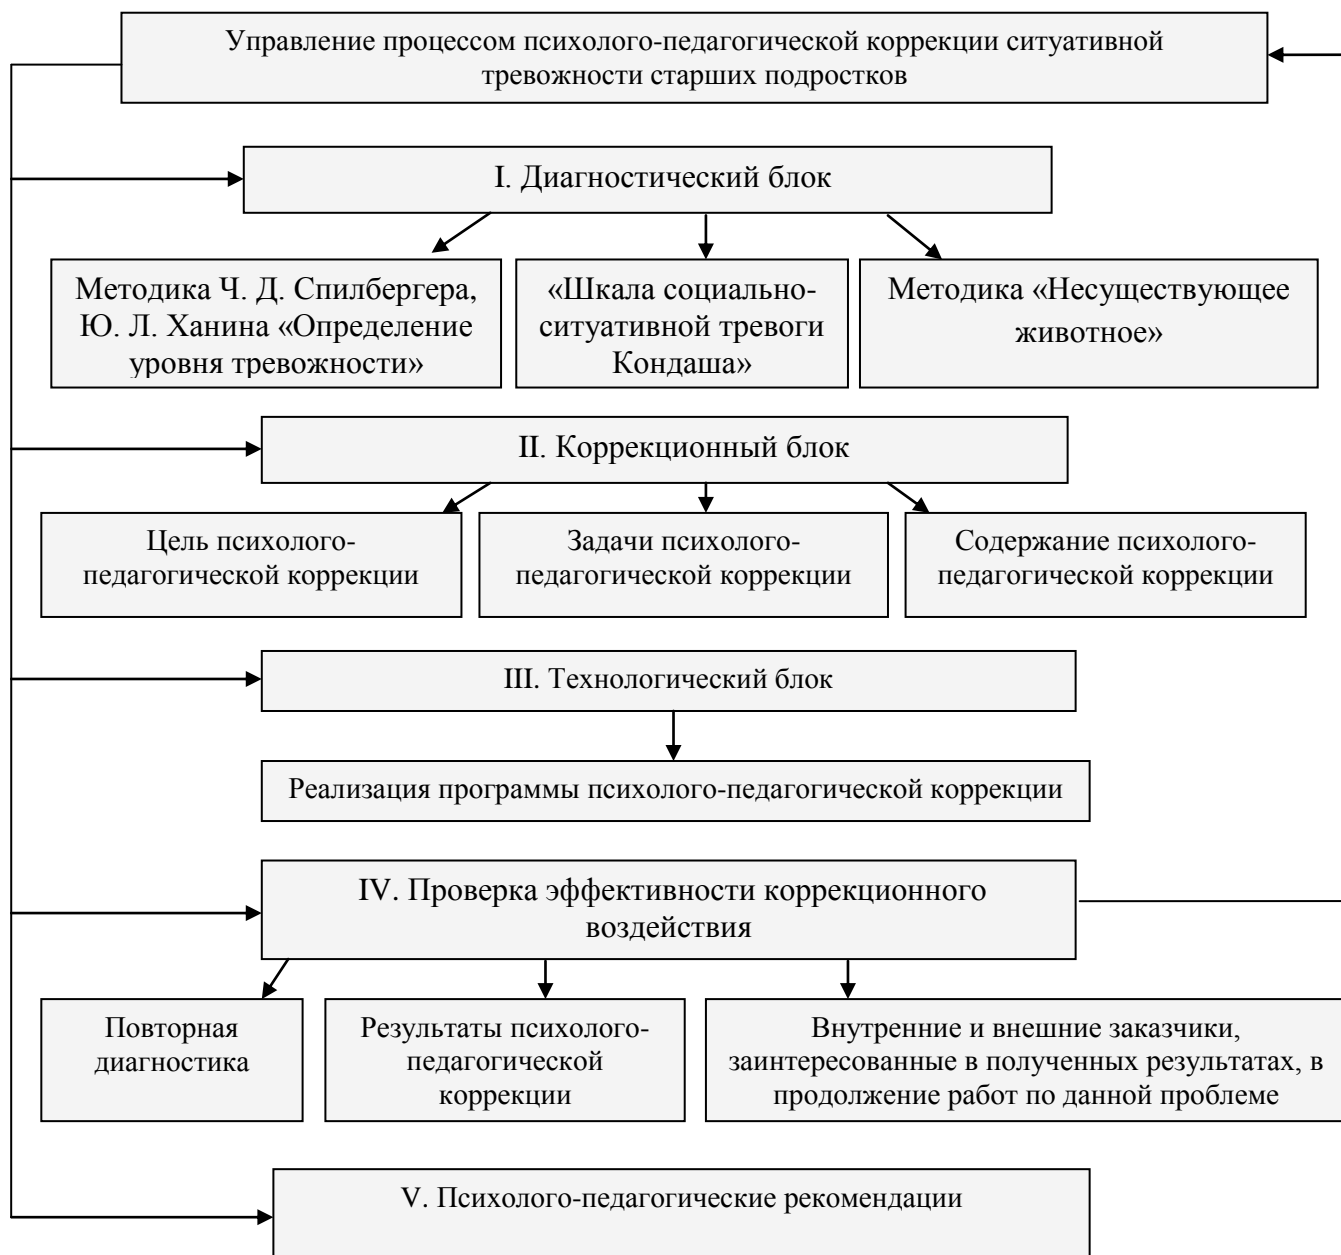 Управление процессом психолого-педагогической коррекции ситуативной
тревожности старших подростков
I. Диагностический блок
Методика Ч. Д. Спилбергера,
Ю. Л. Ханина «Определение
уровня тревожности»
«Шкала социально-
ситуативной тревоги
Кондаша»
Методика «Несуществующее
животное»
II. Коррекционный блок
Цель психолого-
педагогической коррекции
Задачи психолого-
педагогической коррекции
Содержание психолого-
педагогической коррекции
III. Технологический блок
Реализация программы психолого-педагогической коррекции
IV. Проверка эффективности коррекционного
воздействия
Повторная
диагностика
Результаты психолого-
педагогической
коррекции
Внутренние и внешние заказчики,
заинтересованные в полученных результатах, в
продолжение работ по данной проблеме
V. Психолого-педагогические рекомендации